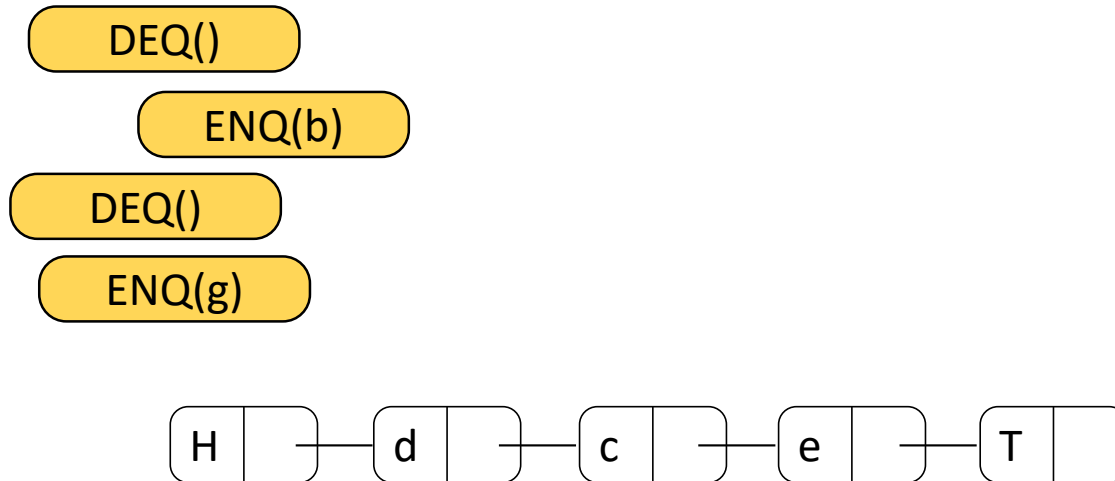 DEQ()
ENQ(b)
DEQ()
ENQ(g)
H d c e T